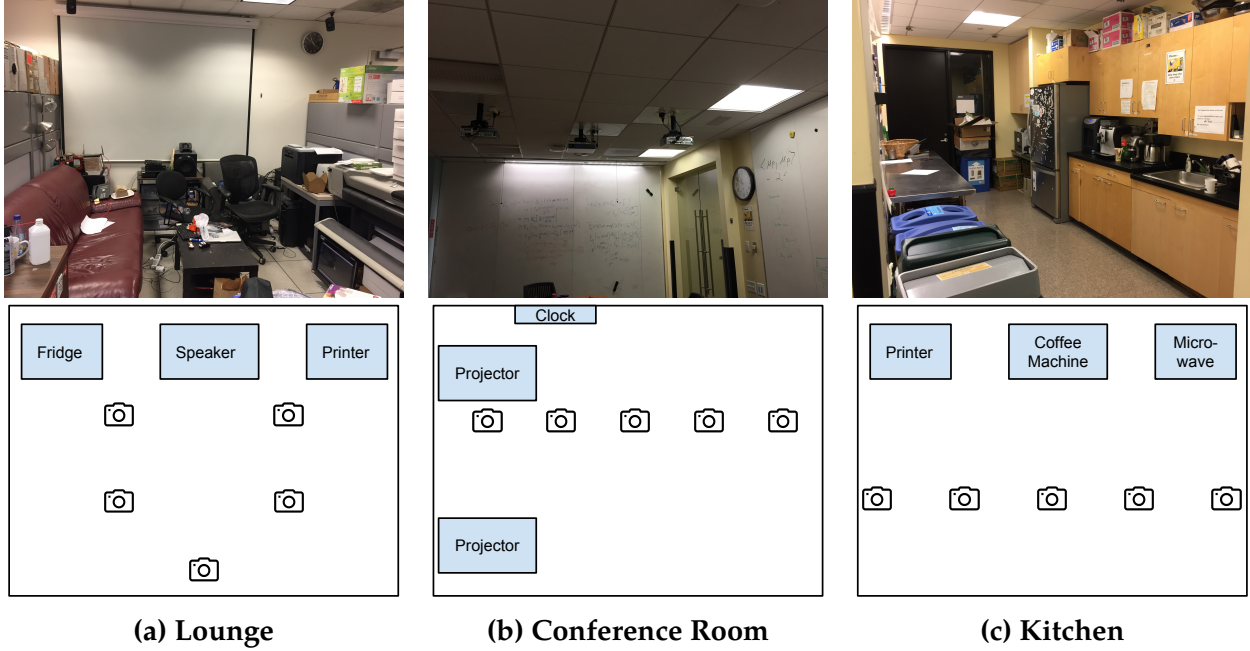 Fridge
Speaker
Printer
(a) Lounge
Clock
Projector
Projector
(b) Conference Room
Printer
Coffee
Machine
Micro-
wave
(c) Kitchen